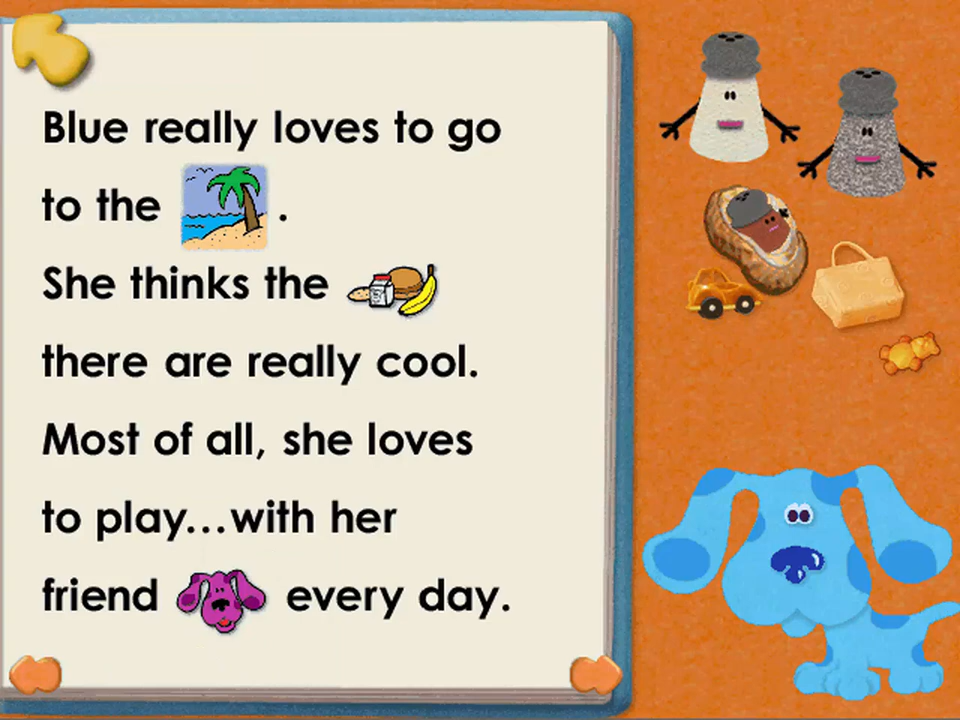 Blue really loves to go
to the .
She thinks the
there are really cool.
Most of all, she loves
to play...with her
friend every day.